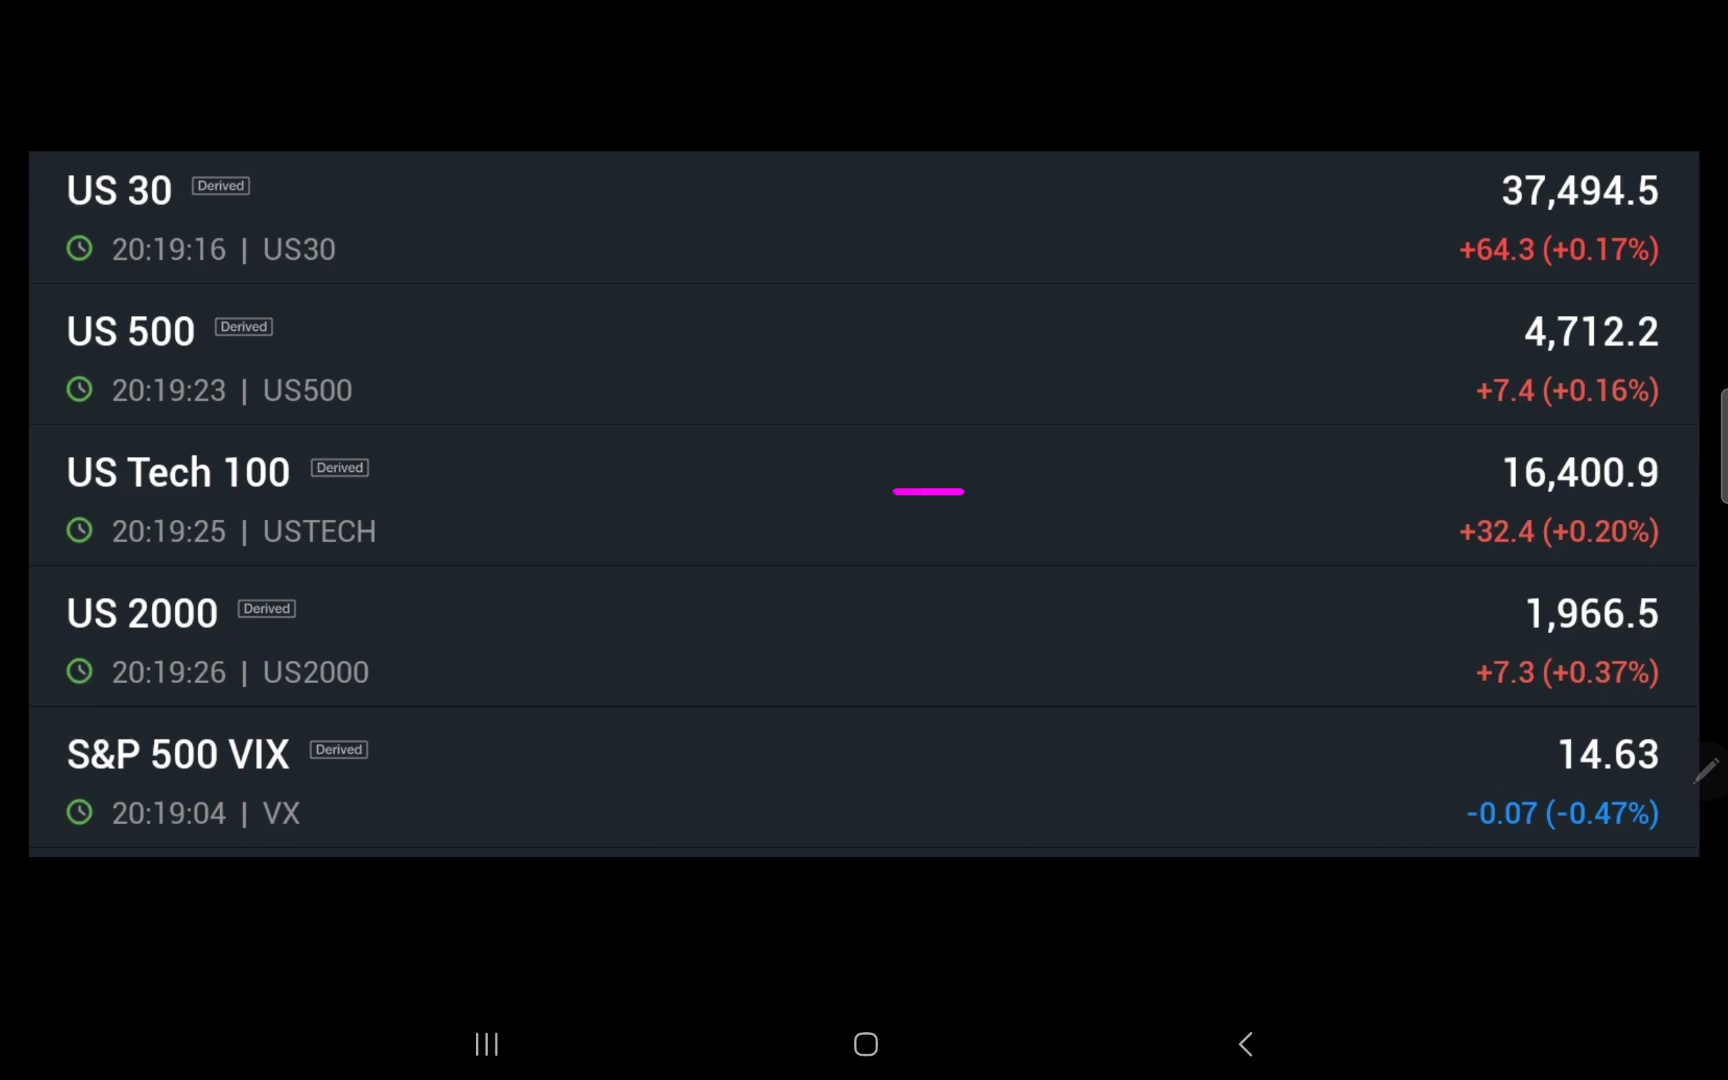 US 30 Derived 37,494.5
20:19:16 | US30 +64.3 (+0.17%)
US 500 Derived 4,712.2
20:19:23 | US500 +7.4 (+0.16%)
US Tech 100 Derived 16,400.9
20:19:25 | USTECH +32.4 (+0.20%)
US 2000 Derived 1,966.5
20:19:26 | US2000 +7.3 (+0.37%)
S&P 500 VIX Derived 14.63
20:19:04 | VX -0.07 (-0.47%)